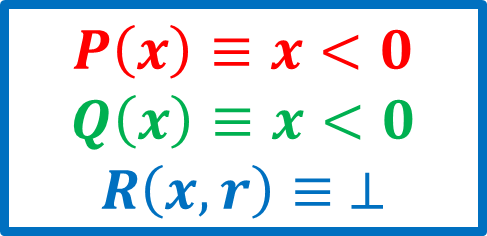 P(x) ≡ x < 0
Q(x) ≡ x < 0
R(x, r) ≡ ⊥